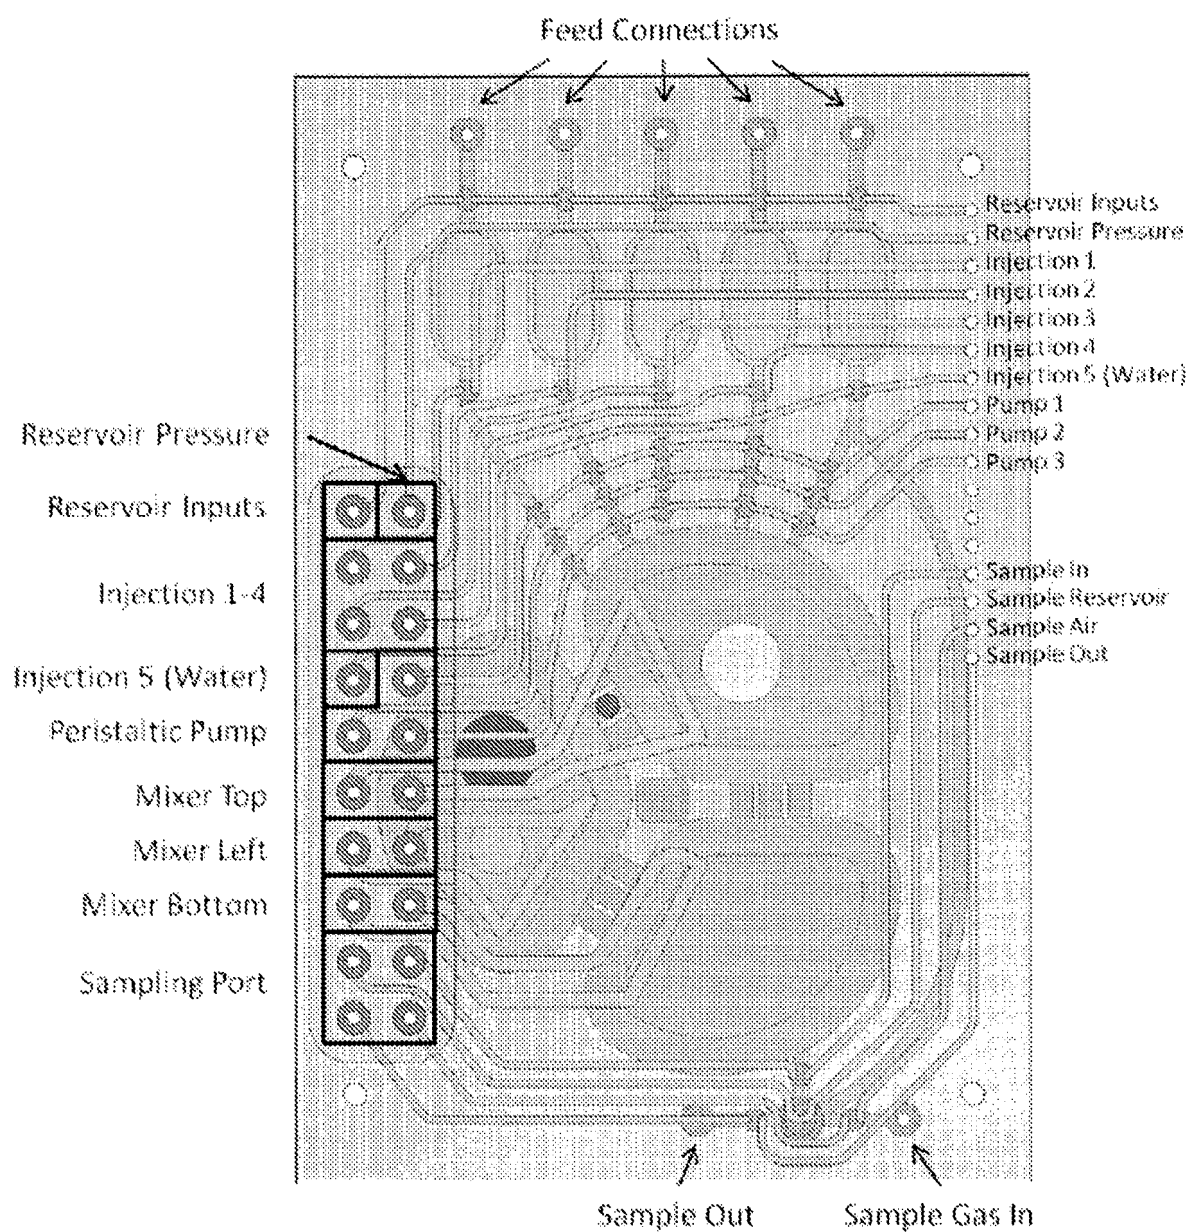 Feed Connections
Reservoir Inputs
Reservoir Pressure
Injection 1
Injection 2
Injection 3
Injection 4
Injection 5 (Water)
Pump 1
Pump 2
Pump 3
Sample In
Sample Reservoir
Sample Air
Sample Out
Reservoir Pressure
Reservoir Inputs
Injection 1-4
Injection 5 (Water)
Peristaltic Pump
Mixer Top
Mixer Left
Mixer Bottom
Sampling Port
Sample Out
Sample Gas In